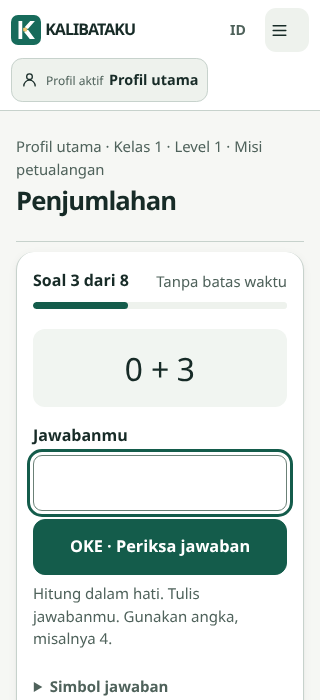 KALIBATAKU
ID
Profil aktif Profil utama
Profil utama · Kelas 1 · Level 1 · Misi
petualangan
Penjumlahan
Soal 3 dari 8
Tanpa batas waktu
0 + 3
Jawabanmu
OKE · Periksa jawaban
Hitung dalam hati. Tulis
jawabanmu. Gunakan angka,
misalnya 4.
Simbol jawaban